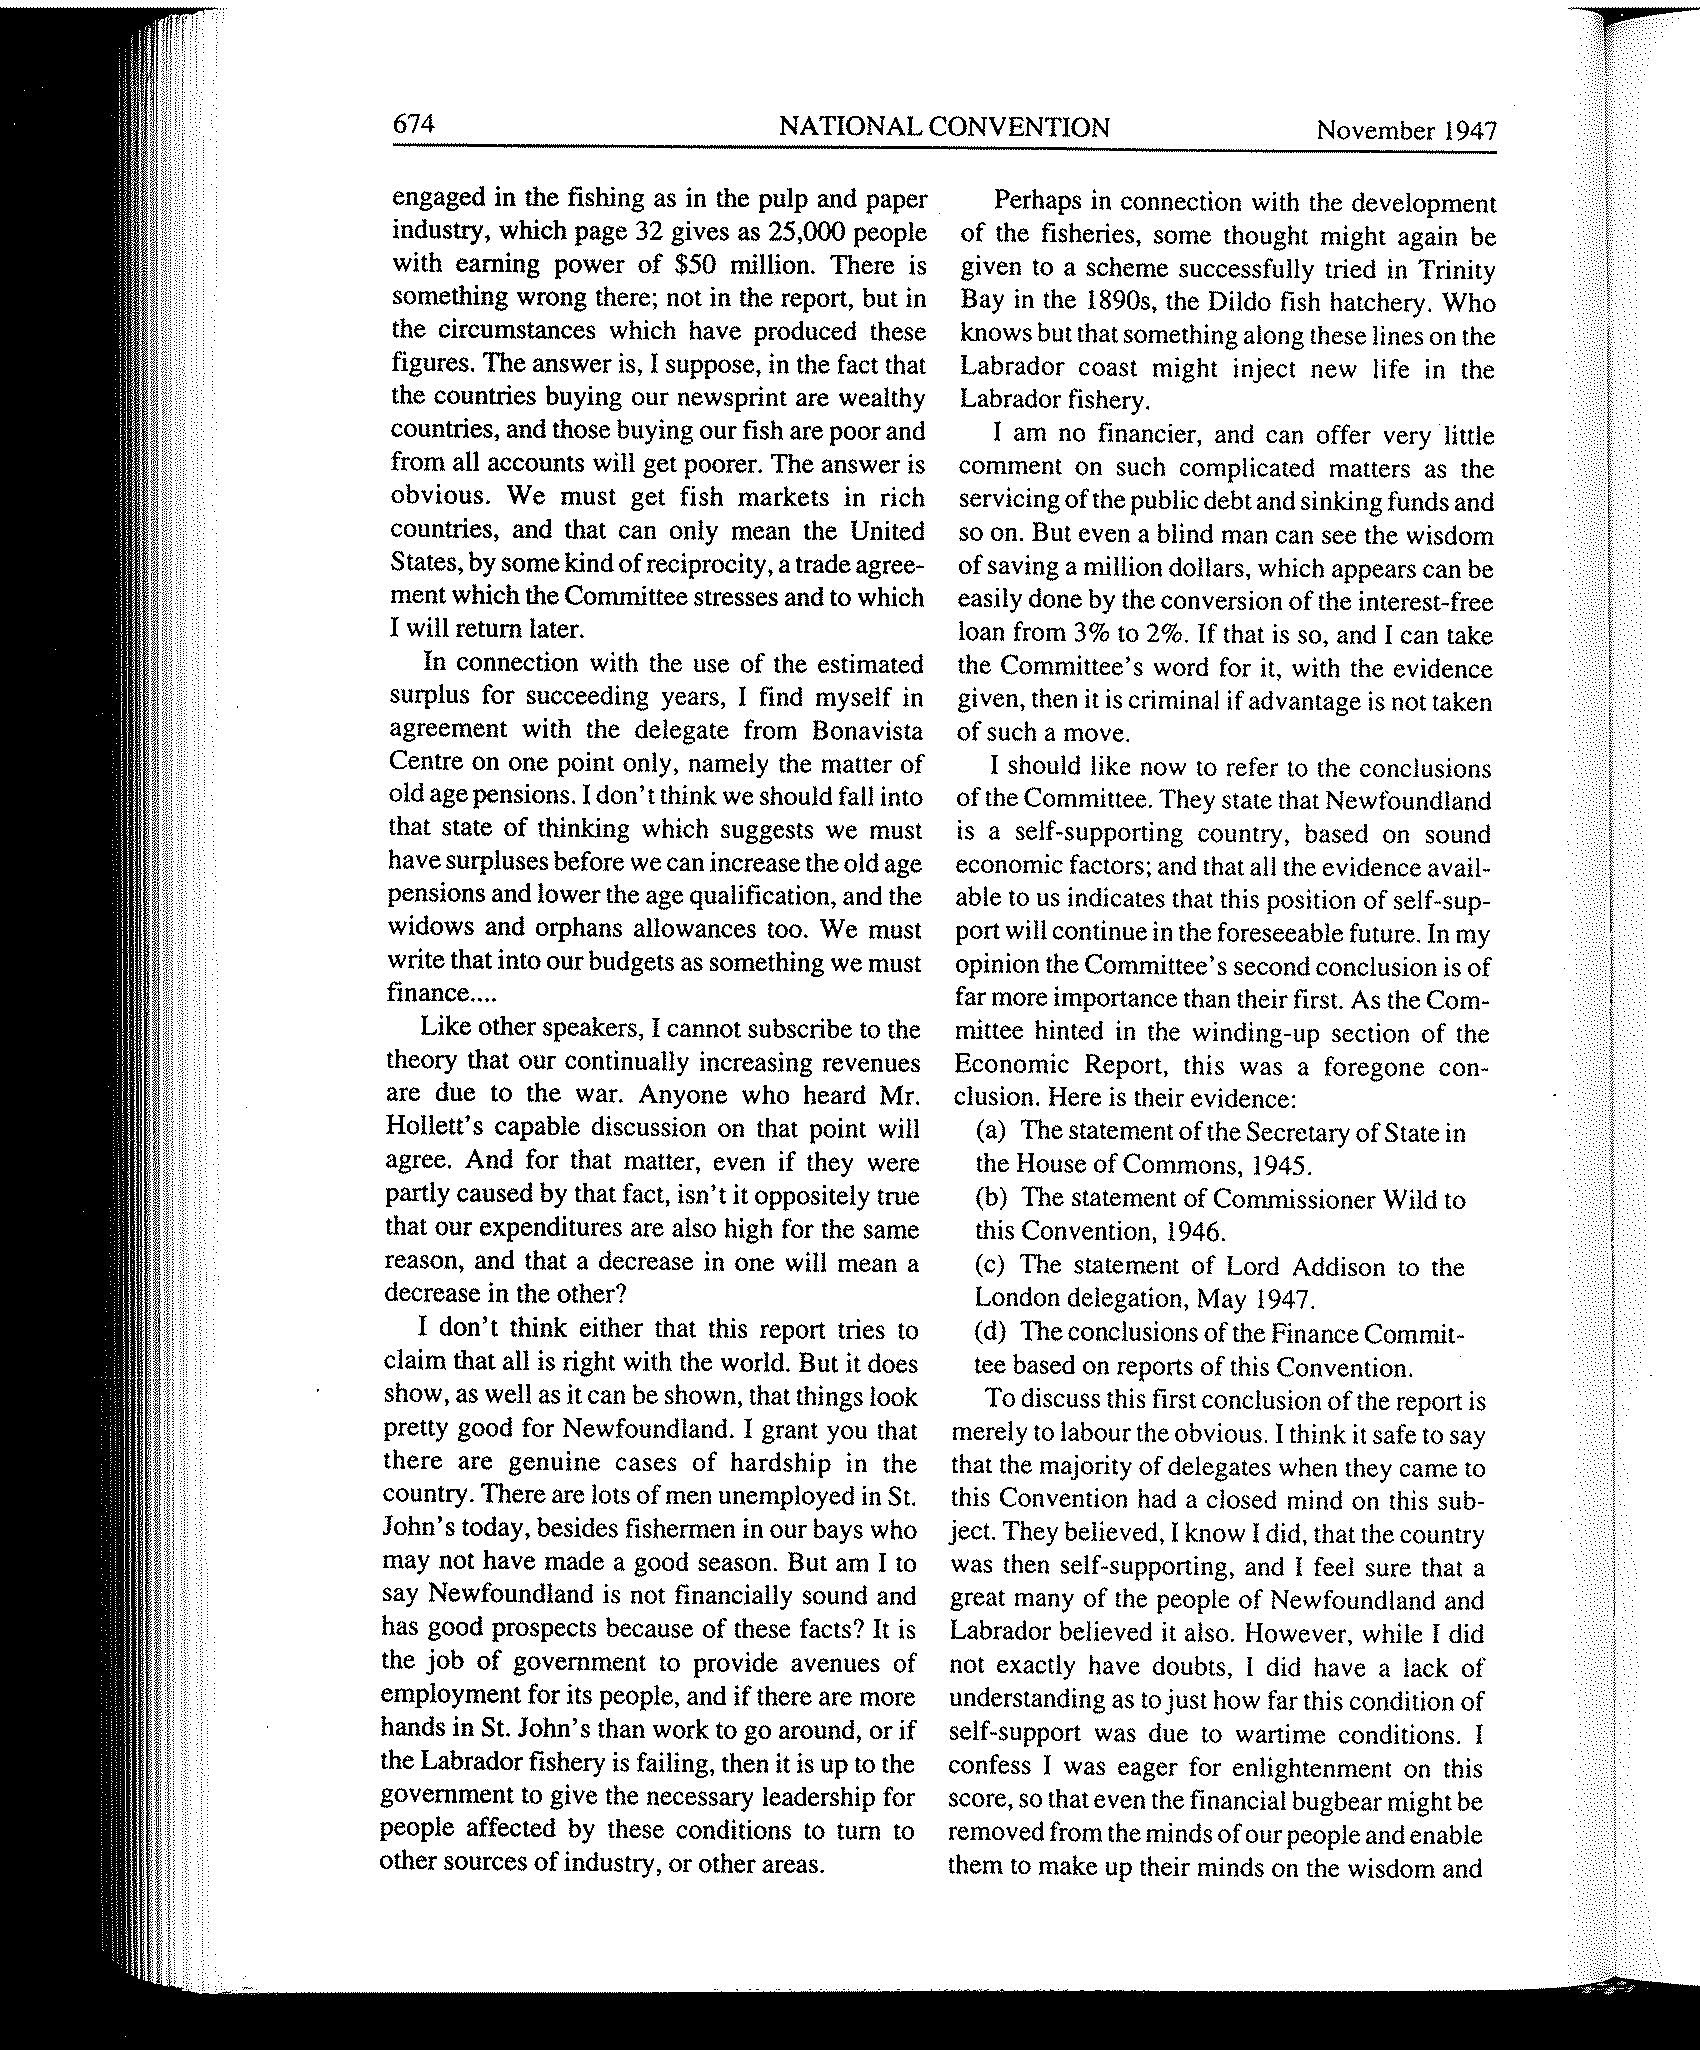 674 NATIONAL CONVENTION November 1947
engaged in the fishing as in the pulp and paper
industry, which page 32 gives as 25,000 people
with earning power of $50 million. There is
something wrong there; not in the report, but in
the circumstances which have produced these
figures. The answer is, I suppose, in the fact that
the countries buying our newsprint are wealthy
countries, and those buying our fish are poor and
from all accounts will get poorer. The answer is
obvious. We must get fish markets in rich
countries, and that can only mean the United
States, by some kind of reciprocity, a trade agree-
ment which the Committee stresses and to which
I will return later.
In connection with the use of the estimated
surplus for succeeding years, I find myself in
agreement with the delegate from Bonavista
Centre on one point only, namely the matter of
old age pensions. I don't think we should fall into
that state of thinking which suggests we must
have surpluses before we can increase the old age
pensions and lower the age qualification, and the
widows and orphans allowances too. We must
write that into our budgets as something we must
finance....
Like other speakers, I cannot subscribe to the
theory that our continually increasing revenues
are due to the war. Anyone who heard Mr.
Hollett's capable discussion on that point will
agree. And for that matter, even if they were
partly caused by that fact, isn't it oppositely true
that our expenditures are also high for the same
reason, and that a decrease in one will mean a
decrease in the other?
I don't think either that this report tries to
claim that all is right with the world. But it does
show, as well as it can be shown, that things look
pretty good for Newfoundland. I grant you that
there are genuine cases of hardship in the
country. There are lots of men unemployed in St.
John's today, besides fishermen in our bays who
may not have made a good season. But am I to
say Newfoundland is not financially sound and
has good prospects because of these facts? It is
the job of government to provide avenues of
employment for its people, and if there are more
hands in St. John's than work to go around, or if
the Labrador fishery is failing, then it is up to the
government to give the necessary leadership for
people affected by these conditions to turn to
other sources of industry, or other areas.
Perhaps in connection with the development
of the fisheries, some thought might again be
given to a scheme successfully tried in Trinity
Bay in the 1890s, the Dildo fish hatchery. Who
knows but that something along these lines on the
Labrador coast might inject new life in the
Labrador fishery.
I am no financier, and can offer very little
comment on such complicated matters as the
servicing of the public debt and sinking funds and
so on. But even a blind man can see the wisdom
of saving a million dollars, which appears can be
easily done by the conversion of the interest-free
loan from 3% to 2%. If that is so, and I can take
the Committee's word for it, with the evidence
given, then it is criminal if advantage is not taken
of such a move.
I should like now to refer to the conclusions
of the Committee. They state that Newfoundland
is a self-supporting country, based on sound
economic factors; and that all the evidence avail-
able to us indicates that this position of self-sup-
port will continue in the foreseeable future. In my
opinion the Committee's second conclusion is of
far more importance than their first. As the Com-
mittee hinted in the winding-up section of the
Economic Report, this was a foregone con-
clusion. Here is their evidence:
(a) The statement of the Secretary of State in
the House of Commons, 1945.
(b) The statement of Commissioner Wild to
this Convention, 1946.
(c) The statement of Lord Addison to the
London delegation, May 1947.
(d) The conclusions of the Finance Commit-
tee based on reports of this Convention.
To discuss this first conclusion of the report is
merely to labour the obvious. I think it safe to say
that the majority of delegates when they came to
this Convention had a closed mind on this sub-
ject. They believed, I know I did, that the country
was then self-supporting, and I feel sure that a
great many of the people of Newfoundland and
Labrador believed it also. However, while I did
not exactly have doubts, I did have a lack of
understanding as to just how far this condition of
self-support was due to wartime conditions. I
confess I was eager for enlightenment on this
score, so that even the financial bugbear might be
removed from the minds of our people and enable
them to make up their minds on the wisdom and